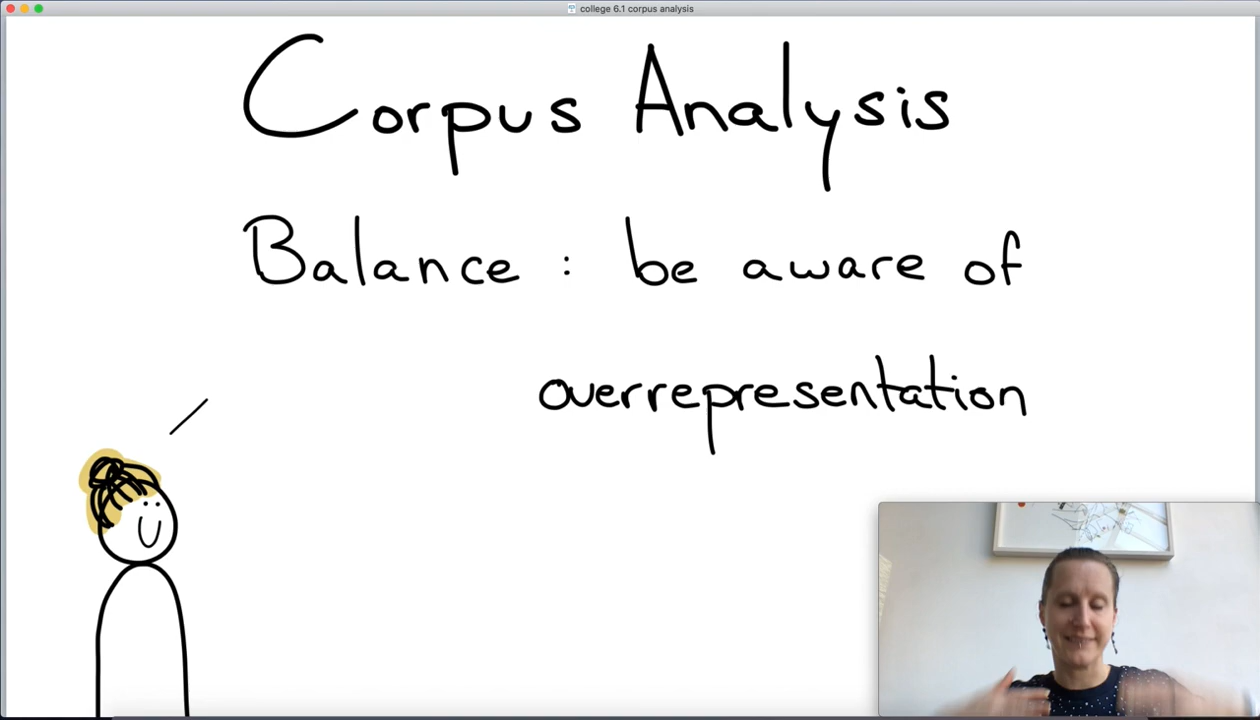 college 6.1 corpus analysis
Corpus Analysis
Balance : be aware of
overrepresentation